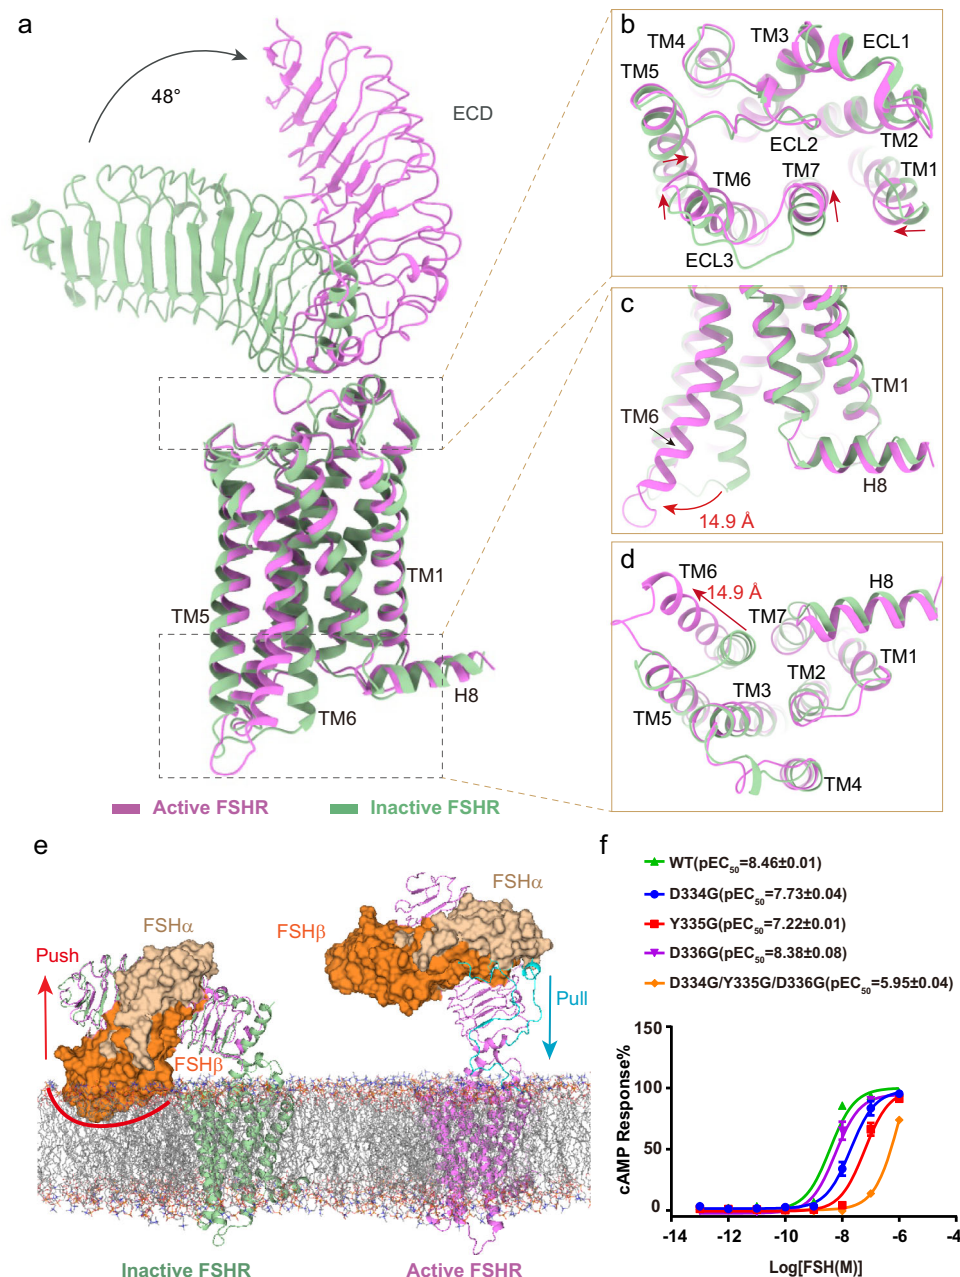 a
48°
ECD
TM5
TM1
TM6
H8
Active FSHR
Inactive FSHR
b
TM4
TM3
ECL1
TM5
ECL2
TM2
TM6
TM7
TM1
ECL3
c
TM1
TM6
H8
14.9 Å
d
TM6
14.9 Å
TM7
H8
TM2
TM1
TM3
TM5
TM4
e
FSHα
Push
FSHβ
FSHα
FSHβ
Pull
Inactive FSHR
Active FSHR
f
WT(pEC50=8.46±0.01)
D334G(pEC50=7.73±0.04)
Y335G(pEC50=7.22±0.01)
D336G(pEC50=8.38±0.08)
D334G/Y335G/D336G(pEC50=5.95±0.04)
cAMP Response%
150
100
50
0
-14 -12 -10 -8 -6 -4
Log[FSH(M)]